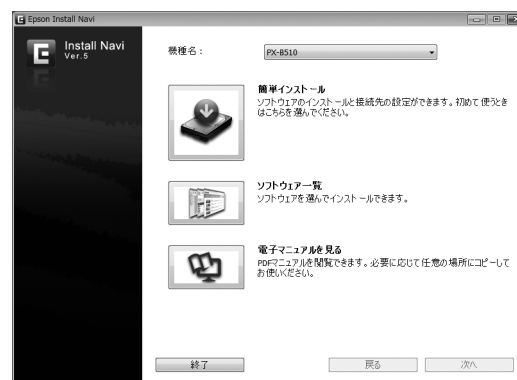 Epson Install Navi
Install Navi
Ver.5
機種名：
PX-B510
簡単インストール
ソフトウェアのインストールと接続先の設定ができます。初めて使うとき
はこちらを選んでください。
ソフトウェア一覧
ソフトウェアを選んでインストールできます。
電子マニュアルを見る
PDFマニュアルを閲覧できます。必要に応じて任意の場所にコピーして
お使いください。
終了
戻る
次へ